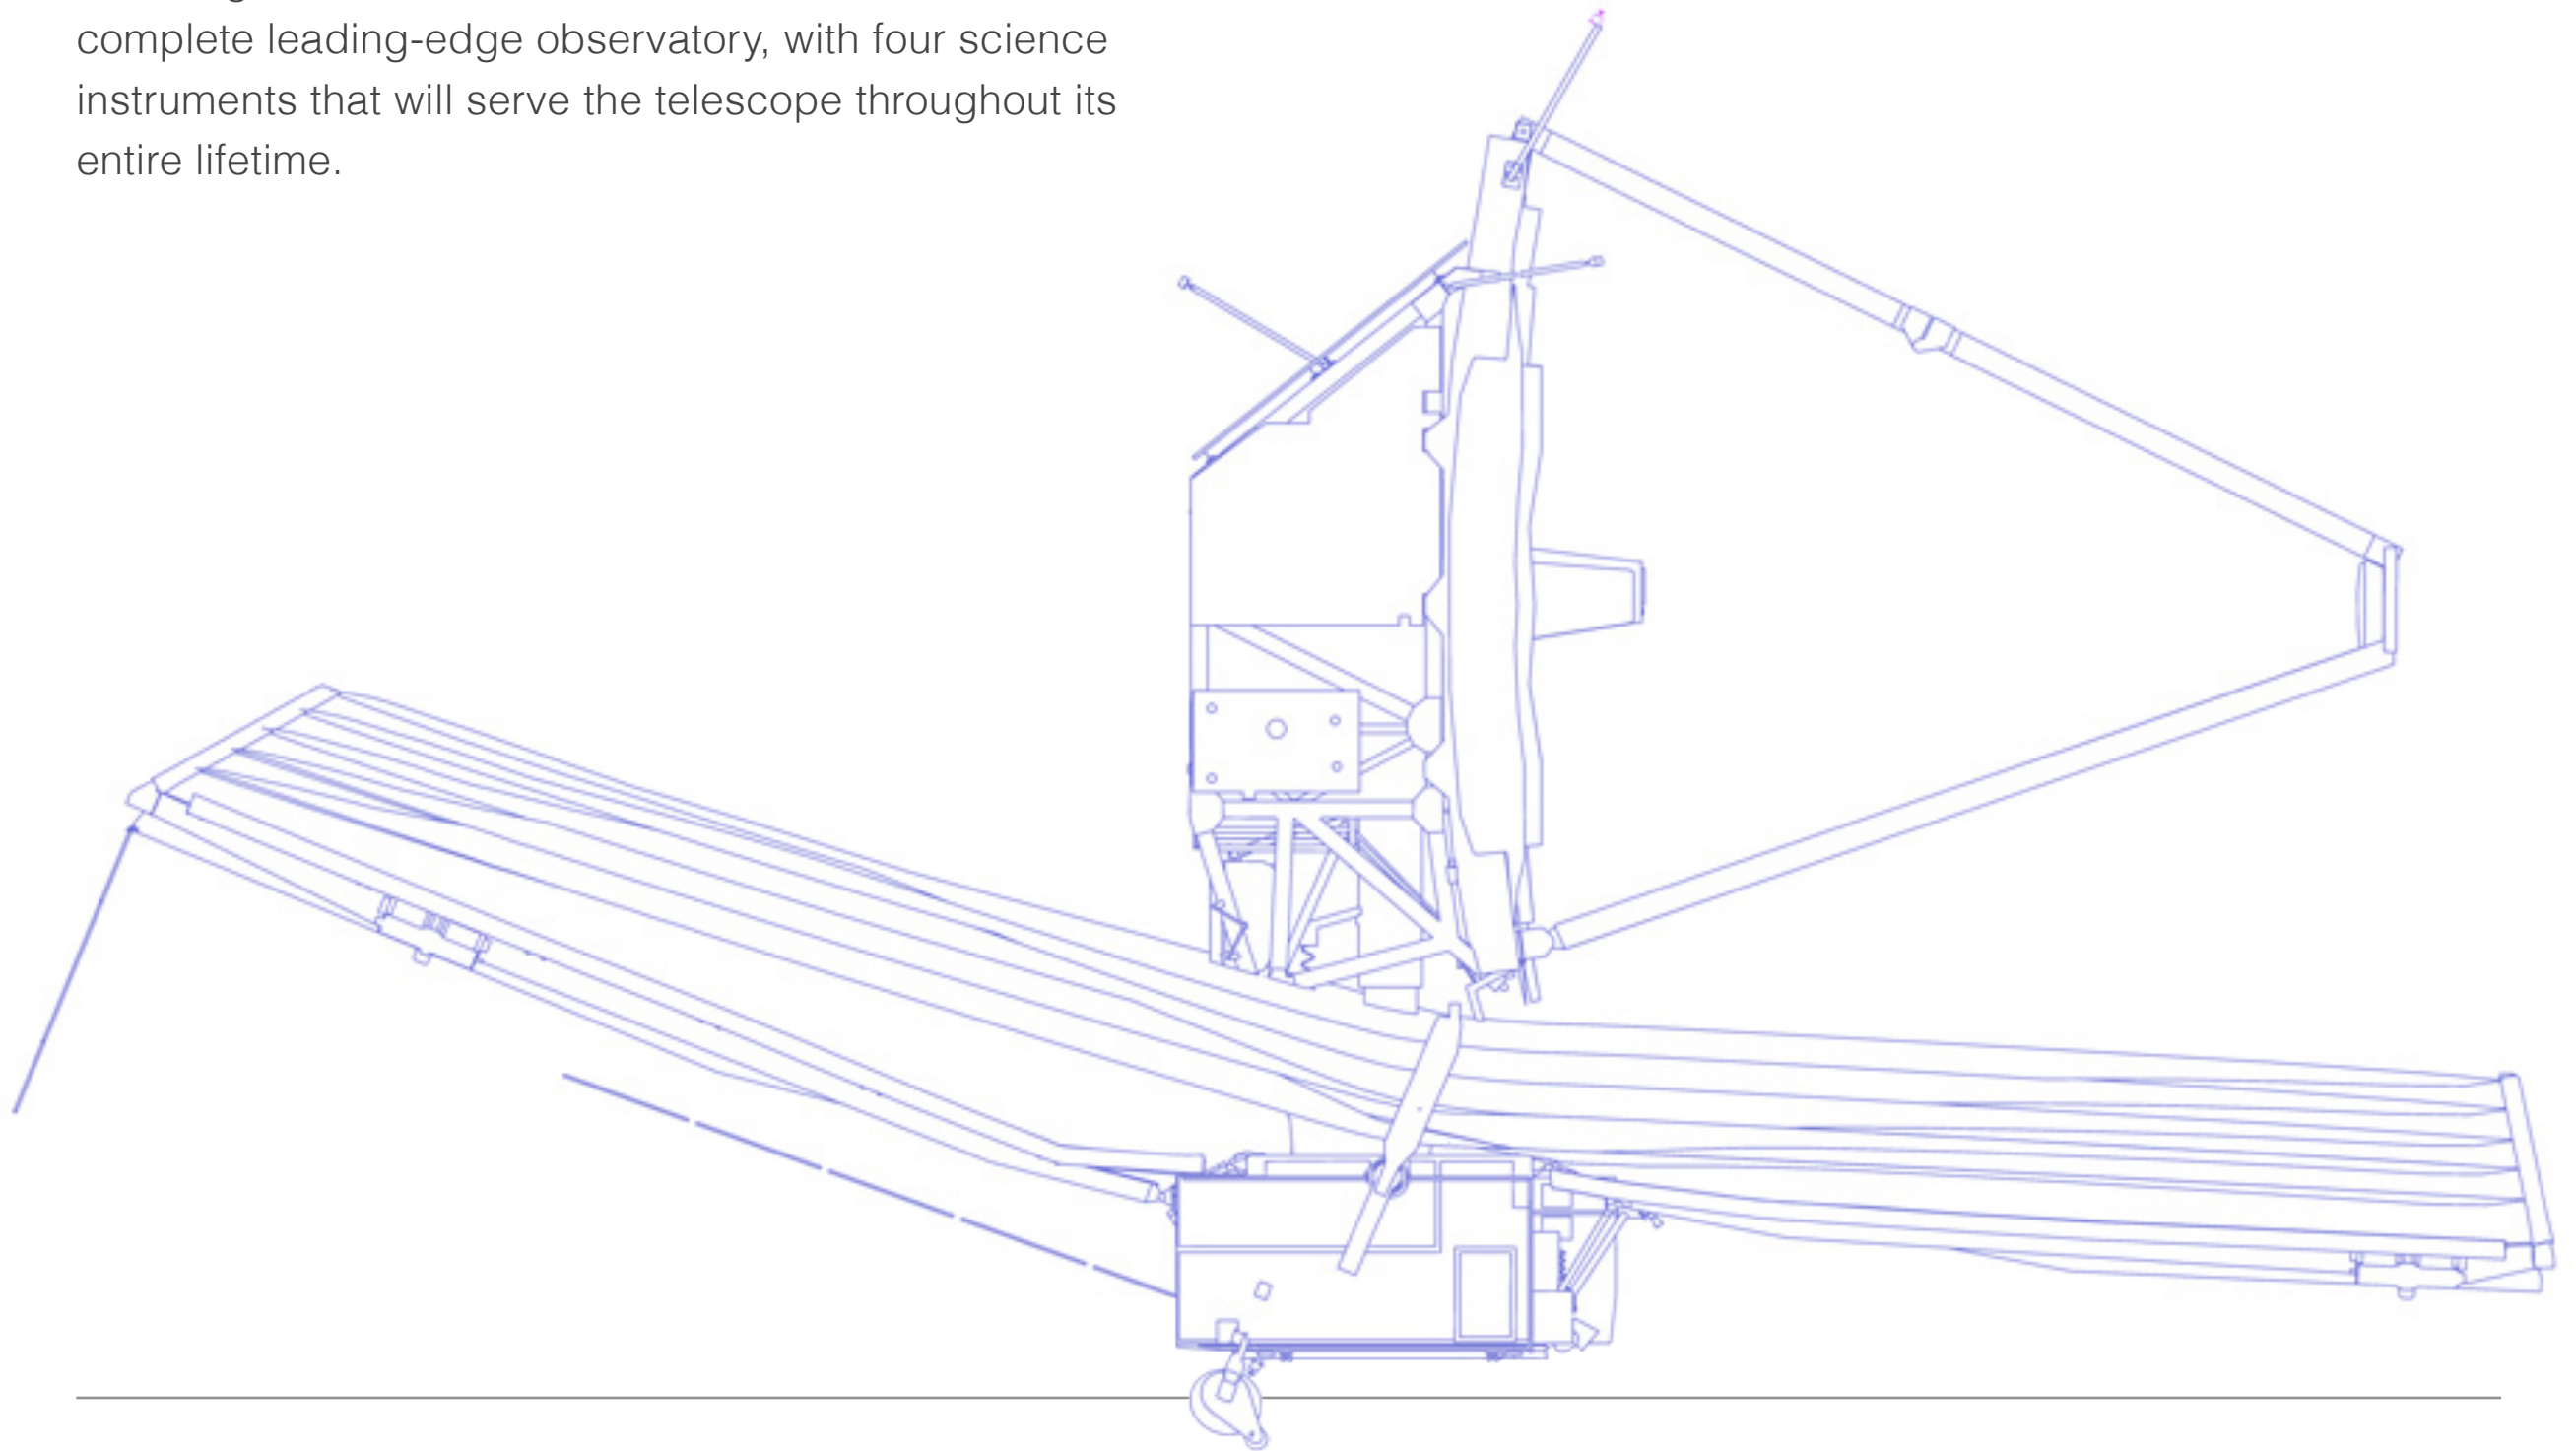 complete leading-edge observatory, with four science
instruments that will serve the telescope throughout its
entire lifetime.